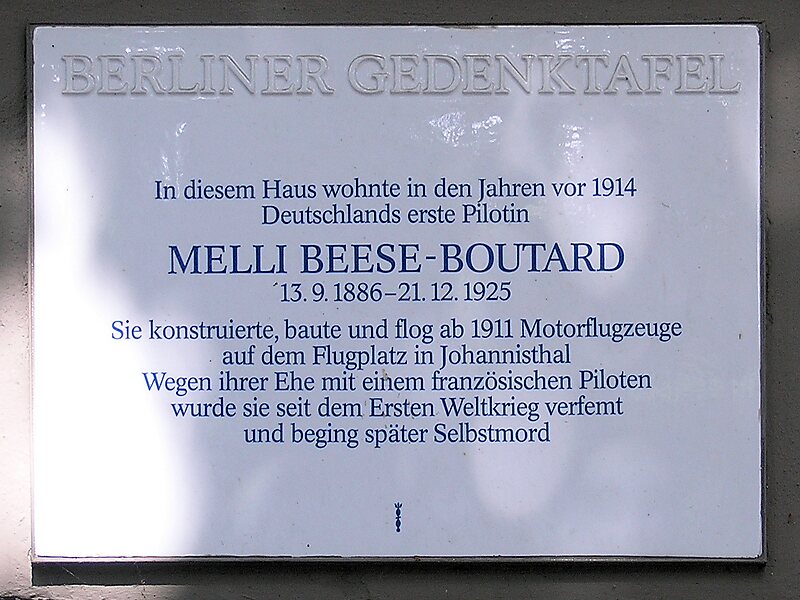 BERLINER GEDENKTAFEL
In diesem Haus wohnte in den Jahren vor 1914
Deutschlands erste Pilotin
MELLI BEESE-BOUTARD
13. 9. 1886–21. 12. 1925
Sie konstruierte, baute und flog ab 1911 Motorflugzeuge
auf dem Flugplatz in Johannisthal
Wegen ihrer Ehe mit einem französischen Piloten
wurde sie seit dem Ersten Weltkrieg verfemt
und beging später Selbstmord